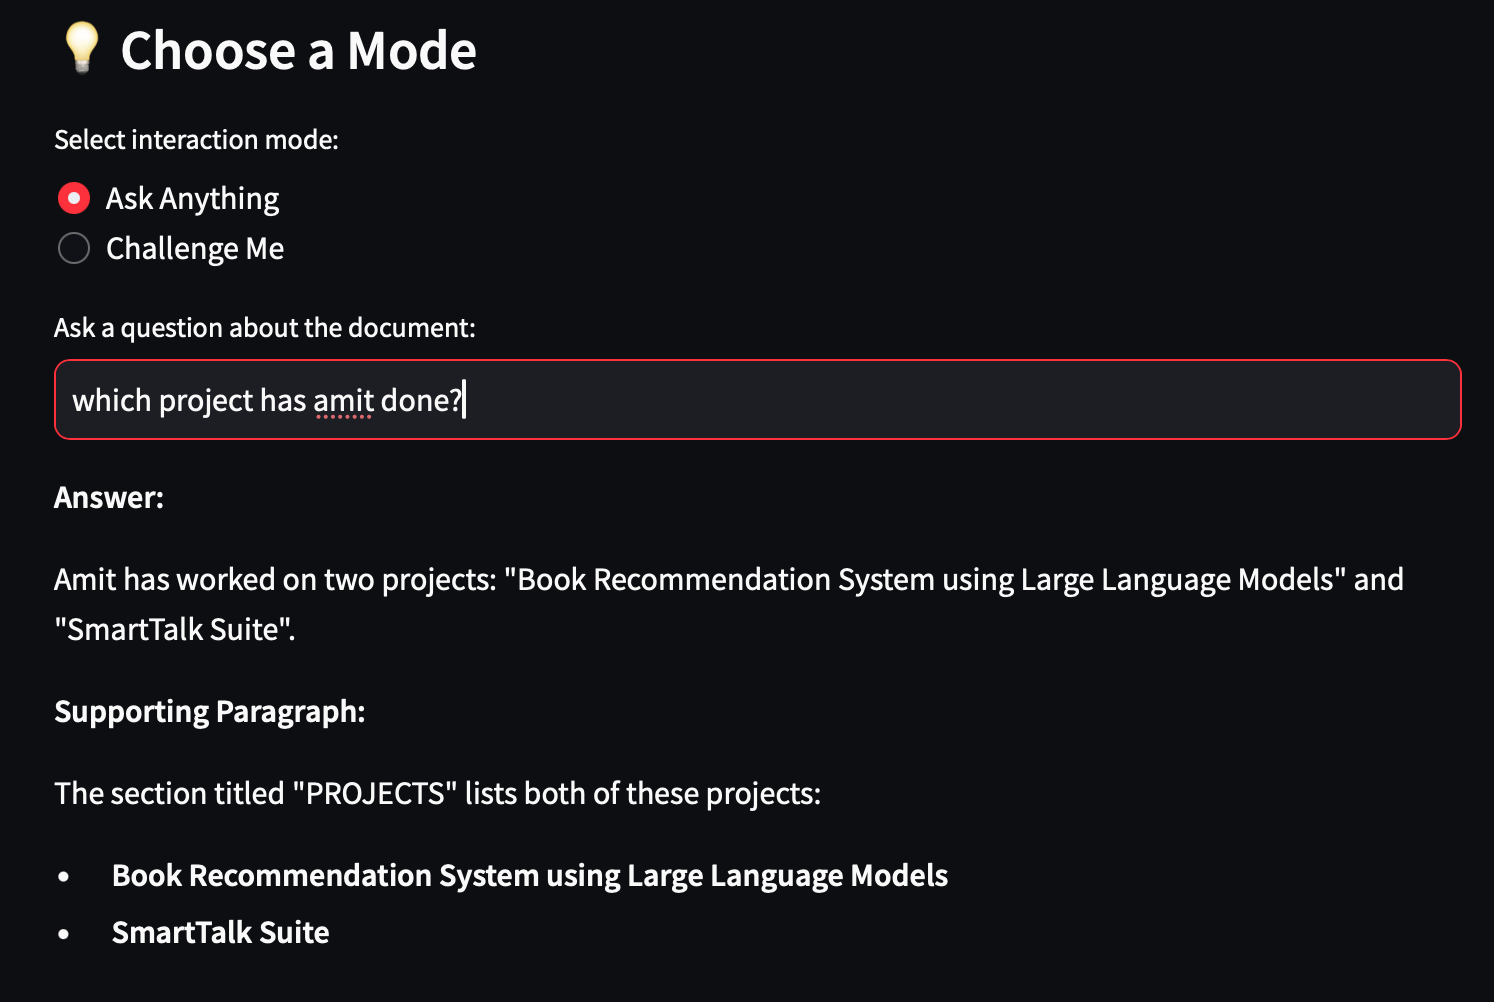 💡 Choose a Mode
Select interaction mode:
Ask Anything
Challenge Me
Ask a question about the document:
which project has amit done?
Answer:
Amit has worked on two projects: "Book Recommendation System using Large Language Models" and
"SmartTalk Suite".
Supporting Paragraph:
The section titled "PROJECTS" lists both of these projects:
• Book Recommendation System using Large Language Models
• SmartTalk Suite